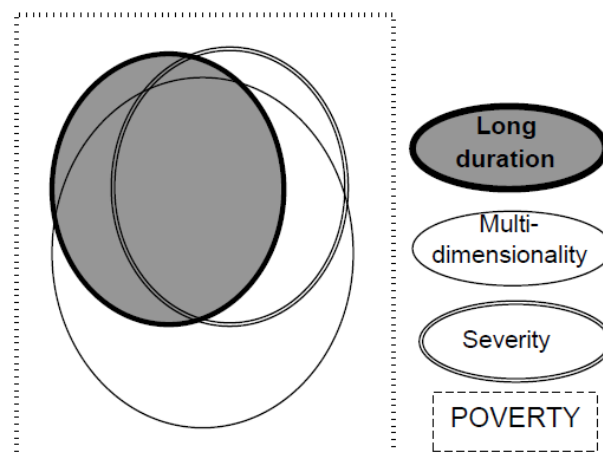 Long
duration
Multi-
dimensionality
Severity
POVERTY